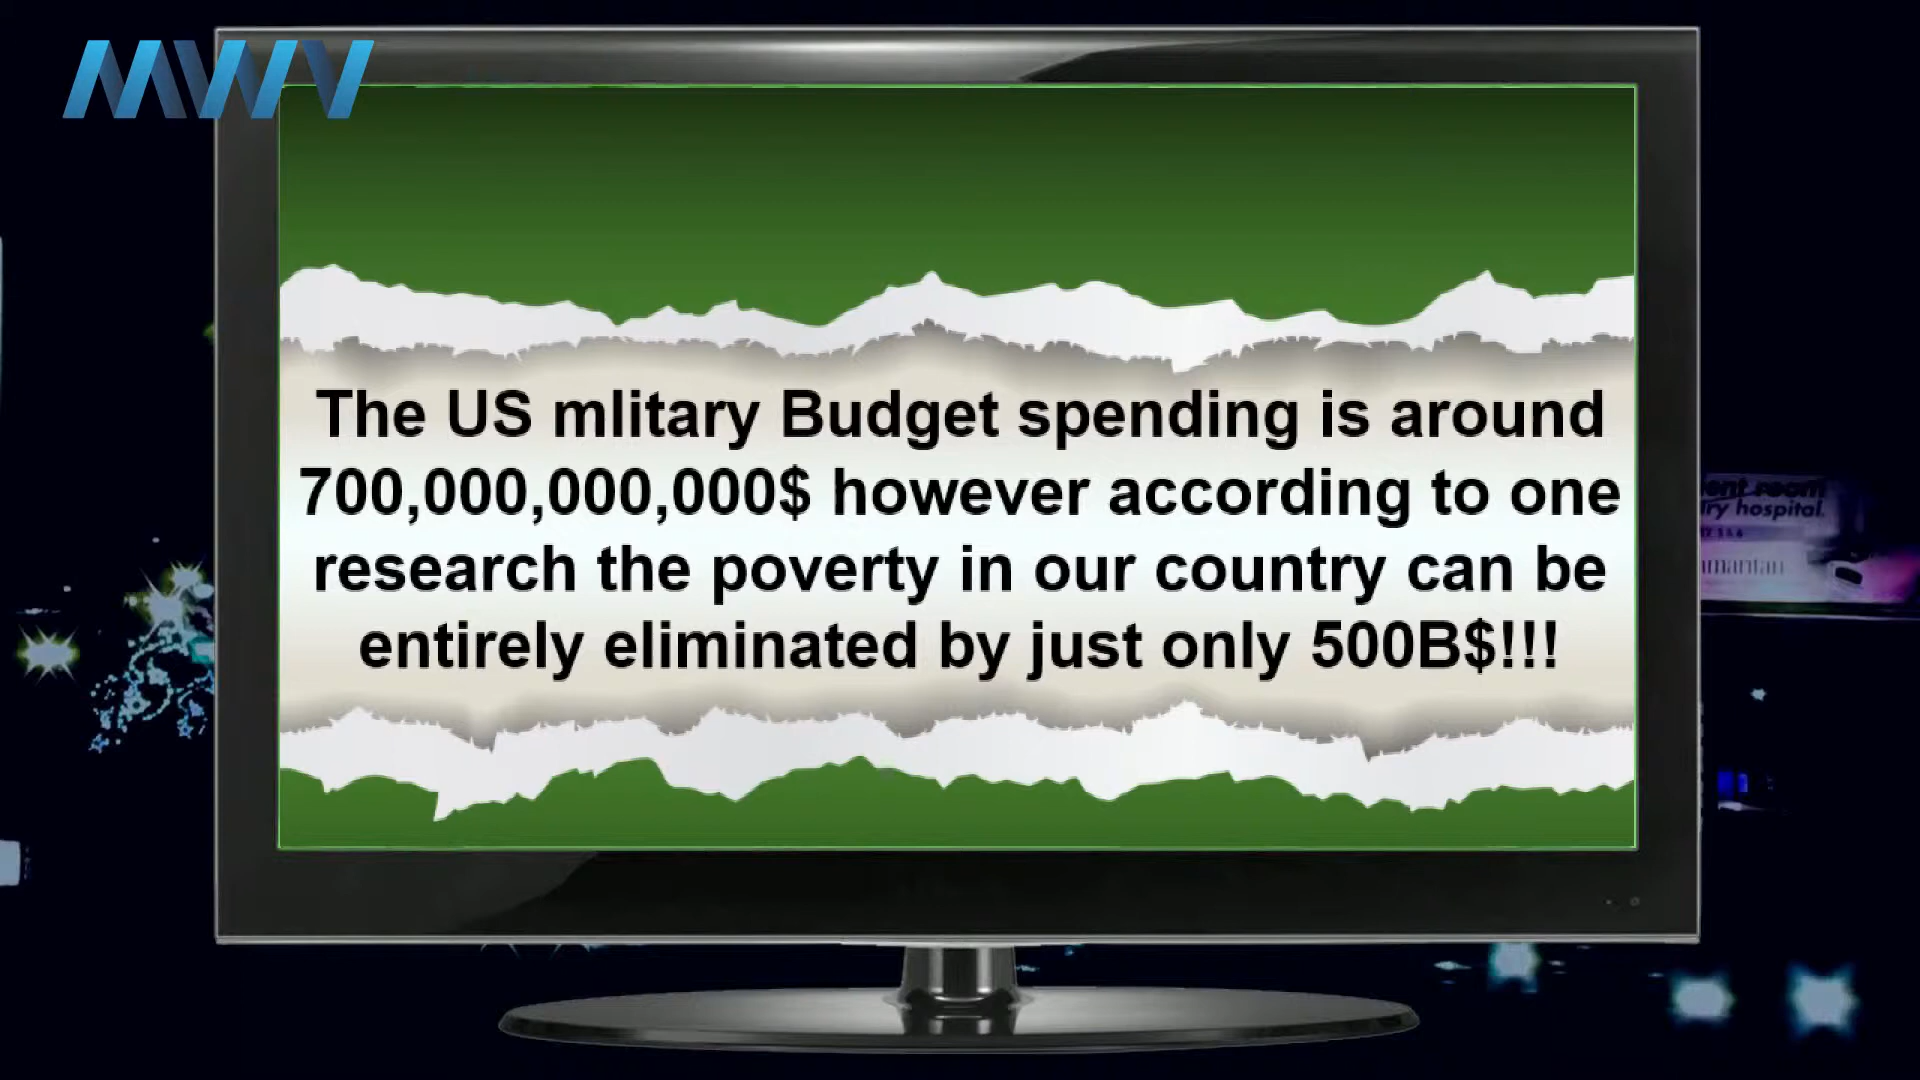 MWV
The US mlitary Budget spending is around
700,000,000,000$ however according to one
research the poverty in our country can be
entirely eliminated by just only 500B$!!!
hospital.